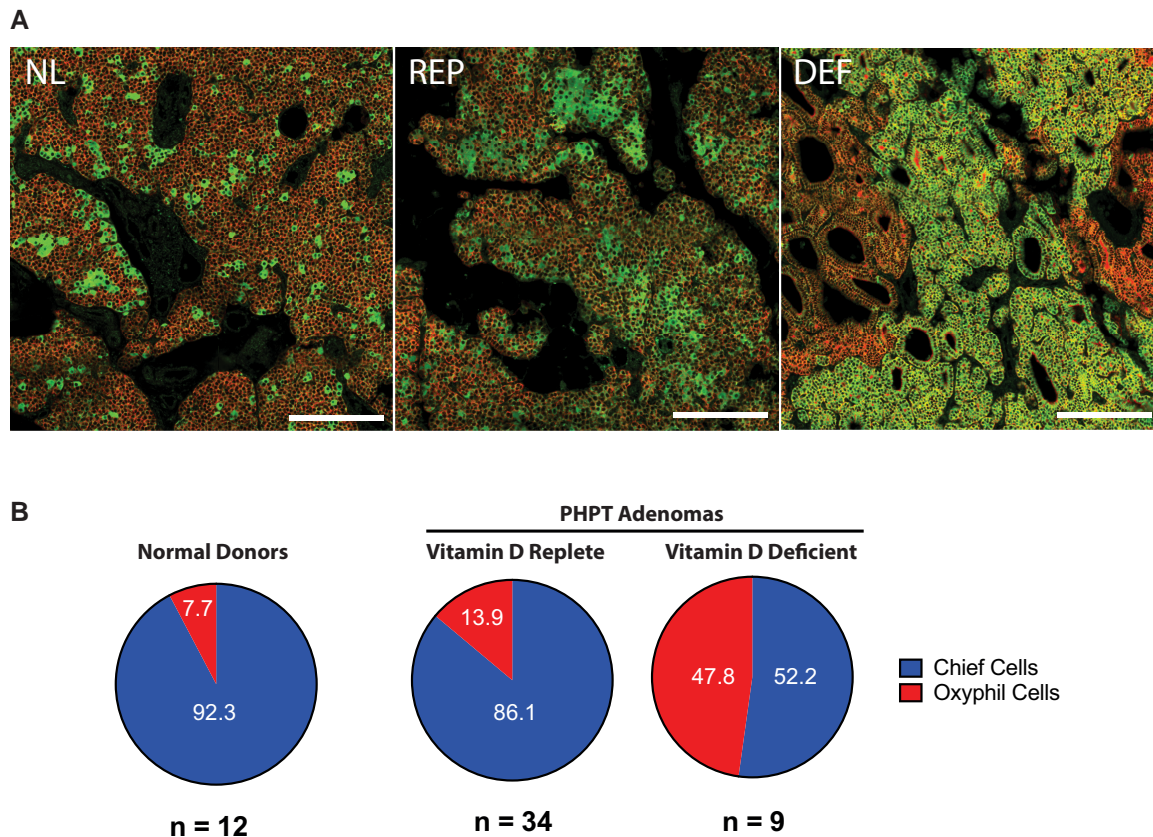 A
NL
REP
DEF
B
PHPT Adenomas
Normal Donors
Vitamin D Replete
Vitamin D Deficient
7.7
92.3
13.9
86.1
47.8
52.2
Chief Cells
Oxyphil Cells
n = 12
n = 34
n = 9